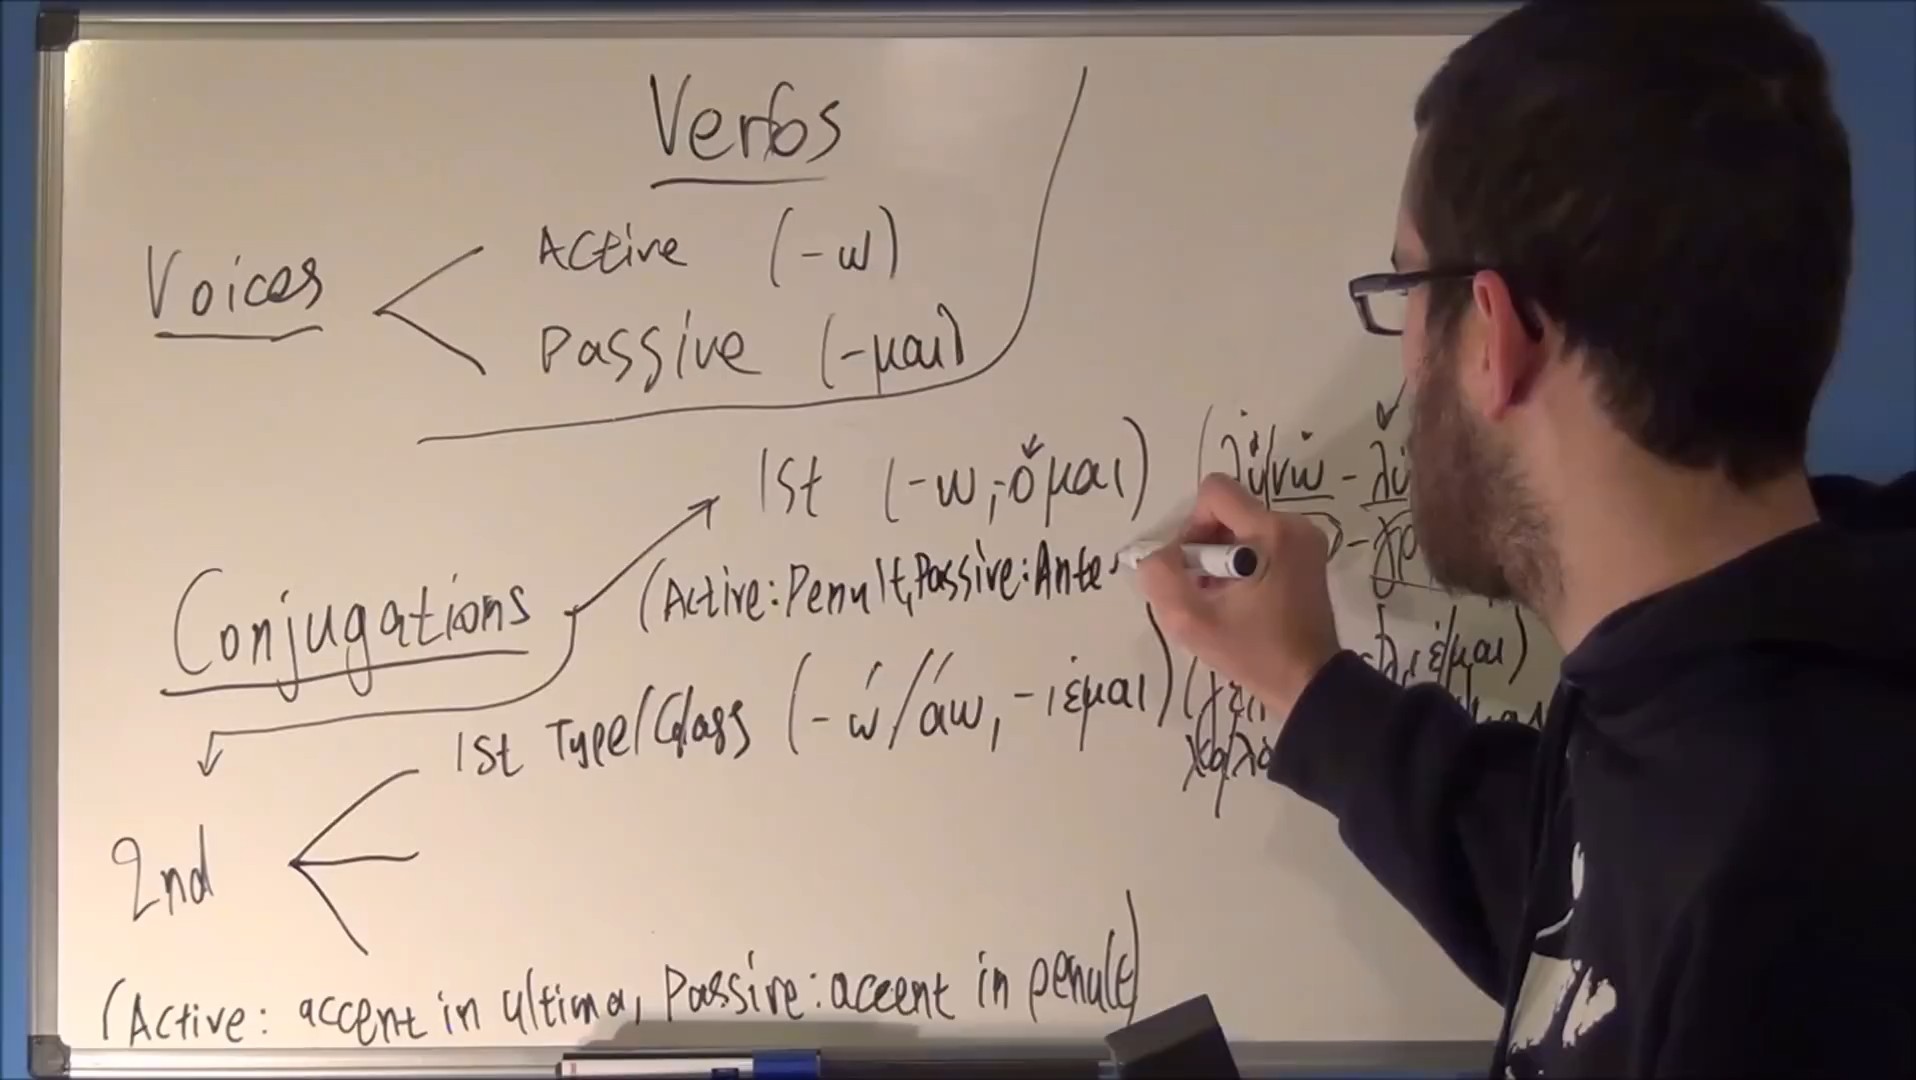 Verbs
Voices
Active (-ω)
Passive (-μαι)
1st (-ω, -όμαι)
(Active: Penult, Passive: Ante
Conjugations
1st Type/Class (-ώ/άω, -ιέμαι)
2nd
(Active: accent in ultima, Passive: accent in penult)